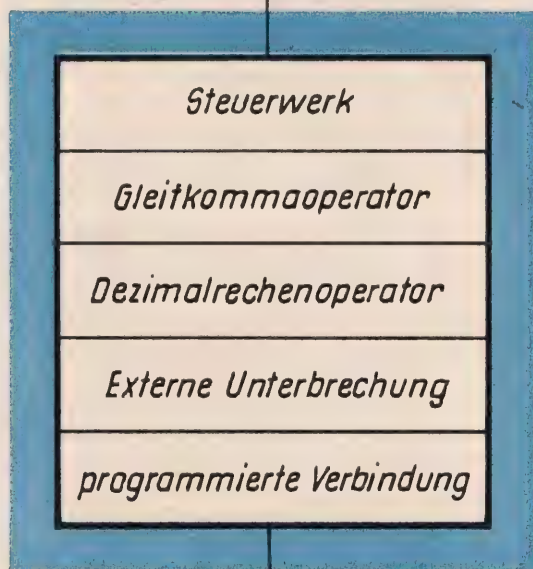 Steuerwerk
Gleitkommaoperator
Dezimalrechenoperator
Externe Unterbrechung
programmierte Verbindung